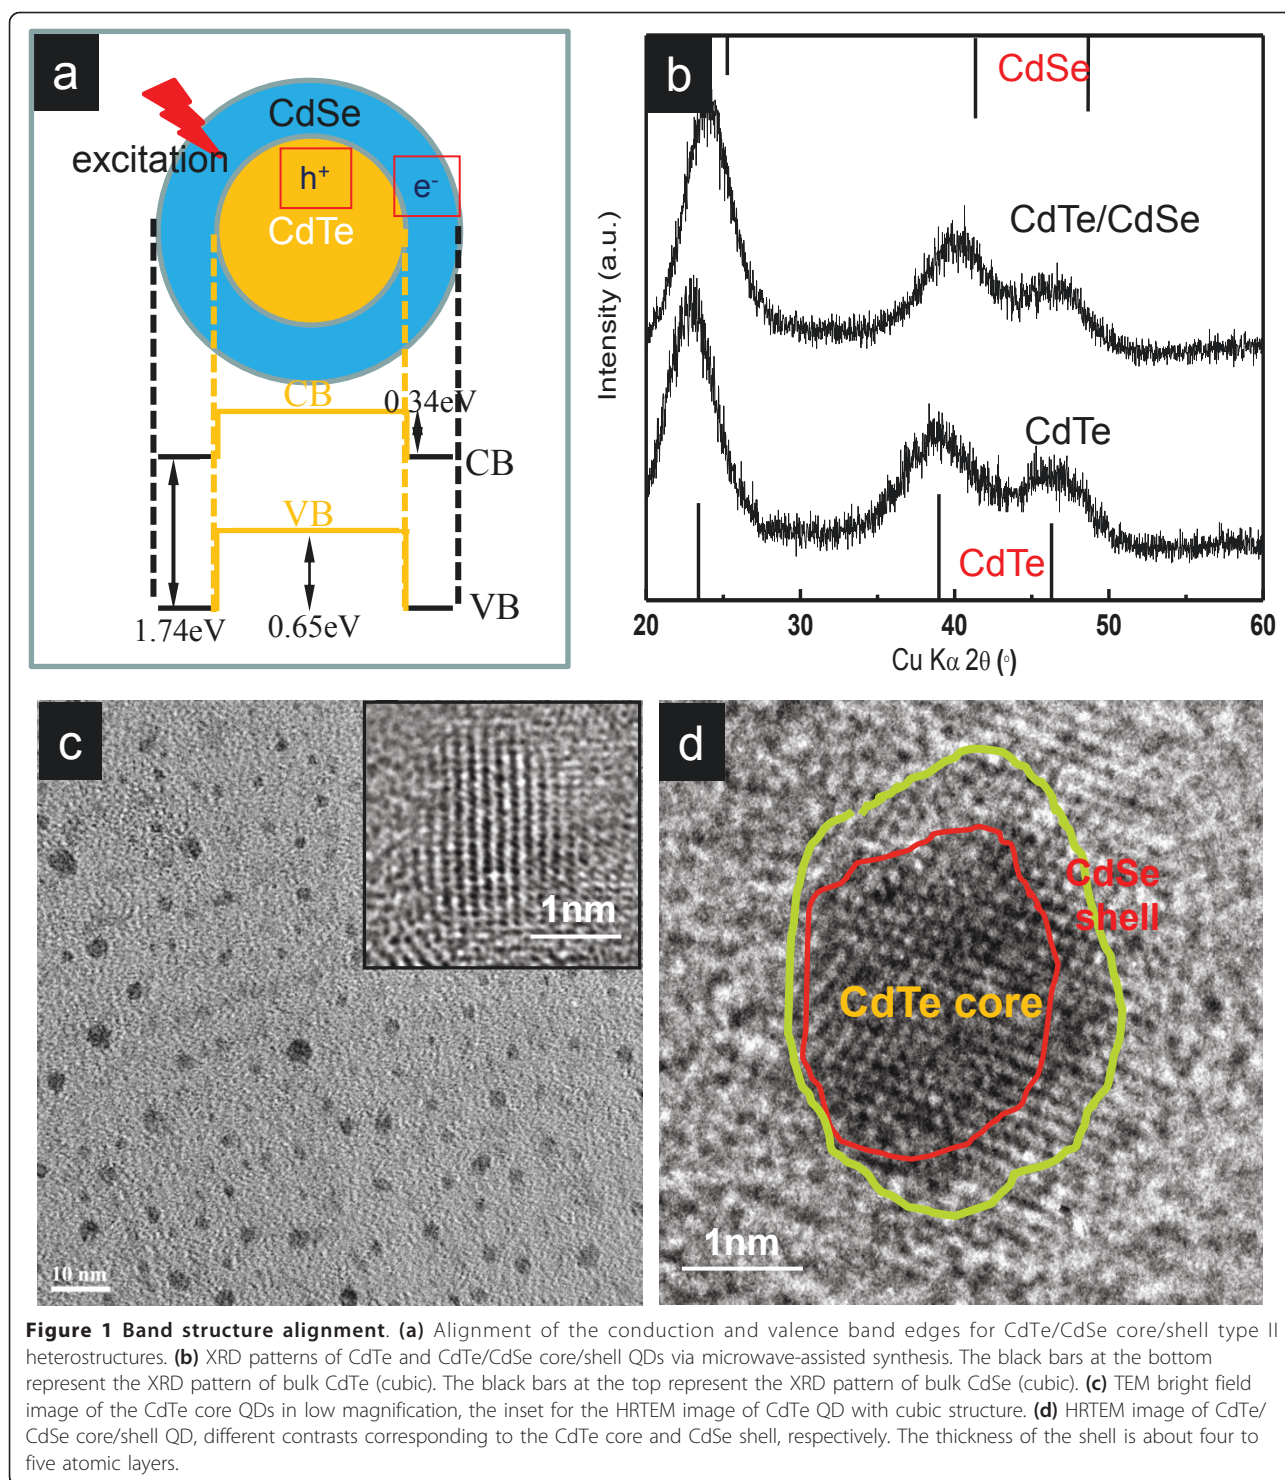 a
CdSe
excitation
h⁺
e⁻
CdTe
CB
0.34eV
CB
VB
VB
1.74eV
0.65eV
b
CdSe
CdTe/CdSe
CdTe
CdTe
Intensity (a.u.)
20 30 40 50 60
Cu Kα 2θ (°)
c
1nm
10 nm
d
CdSe
shell
CdTe core
1nm
Figure 1 Band structure alignment. (a) Alignment of the conduction and valence band edges for CdTe/CdSe core/shell type II
heterostructures. (b) XRD patterns of CdTe and CdTe/CdSe core/shell QDs via microwave-assisted synthesis. The black bars at the bottom
represent the XRD pattern of bulk CdTe (cubic). The black bars at the top represent the XRD pattern of bulk CdSe (cubic). (c) TEM bright field
image of the CdTe core QDs in low magnification, the inset for the HRTEM image of CdTe QD with cubic structure. (d) HRTEM image of CdTe/
CdSe core/shell QD, different contrasts corresponding to the CdTe core and CdSe shell, respectively. The thickness of the shell is about four to
five atomic layers.